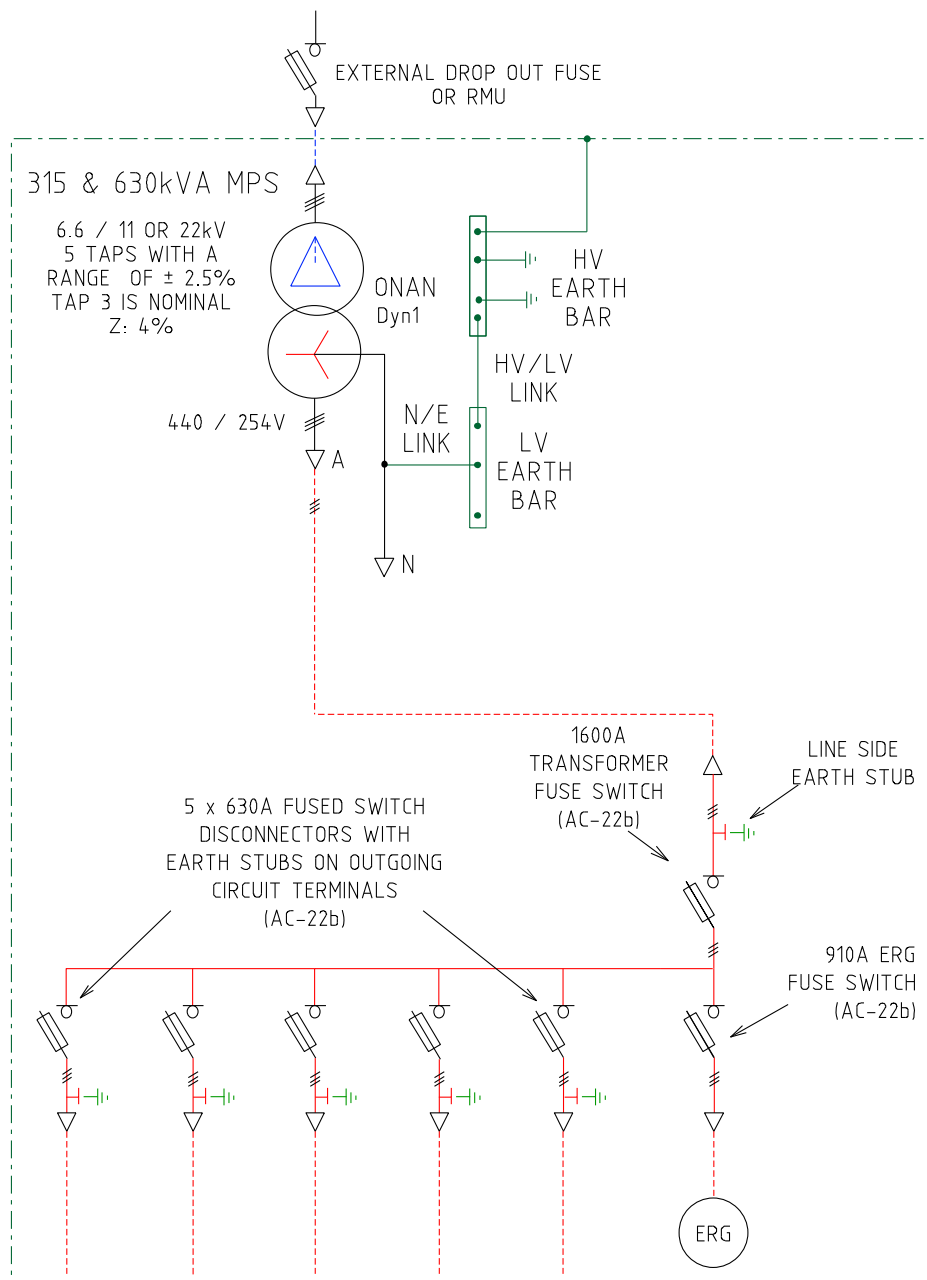 EXTERNAL DROP OUT FUSE
OR RMU
315 & 630kVA MPS
6.6 / 11 OR 22kV
5 TAPS WITH A
RANGE OF ± 2.5%
TAP 3 IS NOMINAL
Z: 4%
ONAN
Dyn1
HV
EARTH
BAR
HV/LV
LINK
440 / 254V
N/E
LINK
LV
EARTH
BAR
A
N
1600A
TRANSFORMER
FUSE SWITCH
(AC-22b)
LINE SIDE
EARTH STUB
5 x 630A FUSED SWITCH
DISCONNECTORS WITH
EARTH STUBS ON OUTGOING
CIRCUIT TERMINALS
(AC-22b)
910A ERG
FUSE SWITCH
(AC-22b)
ERG